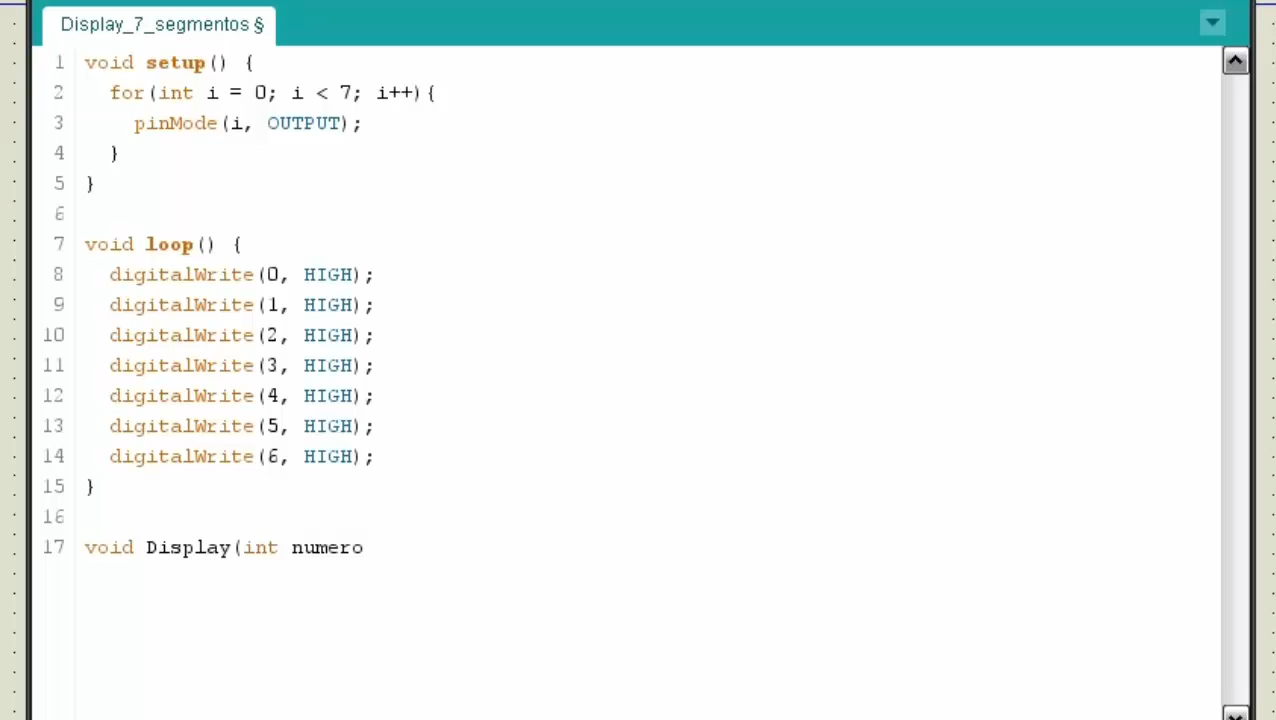 Display_7_segmentos §
1 void setup() {
2 for(int i = 0; i < 7; i++){
3 pinMode(i, OUTPUT);
4 }
5 }
6
7 void loop() {
8 digitalWrite(0, HIGH);
9 digitalWrite(1, HIGH);
10 digitalWrite(2, HIGH);
11 digitalWrite(3, HIGH);
12 digitalWrite(4, HIGH);
13 digitalWrite(5, HIGH);
14 digitalWrite(6, HIGH);
15 }
16
17 void Display(int numero